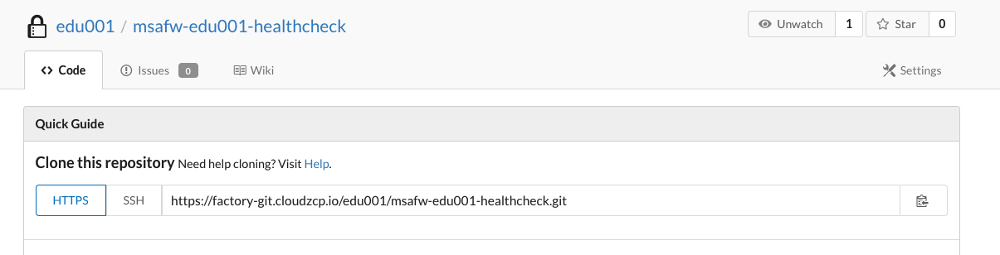 edu001 / msafw-edu001-healthcheck
Unwatch 1 Star 0
Code Issues 0 Wiki Settings
Quick Guide
Clone this repository Need help cloning? Visit Help.
HTTPS SSH https://factory-git.cloudzcp.io/edu001/msafw-edu001-healthcheck.git